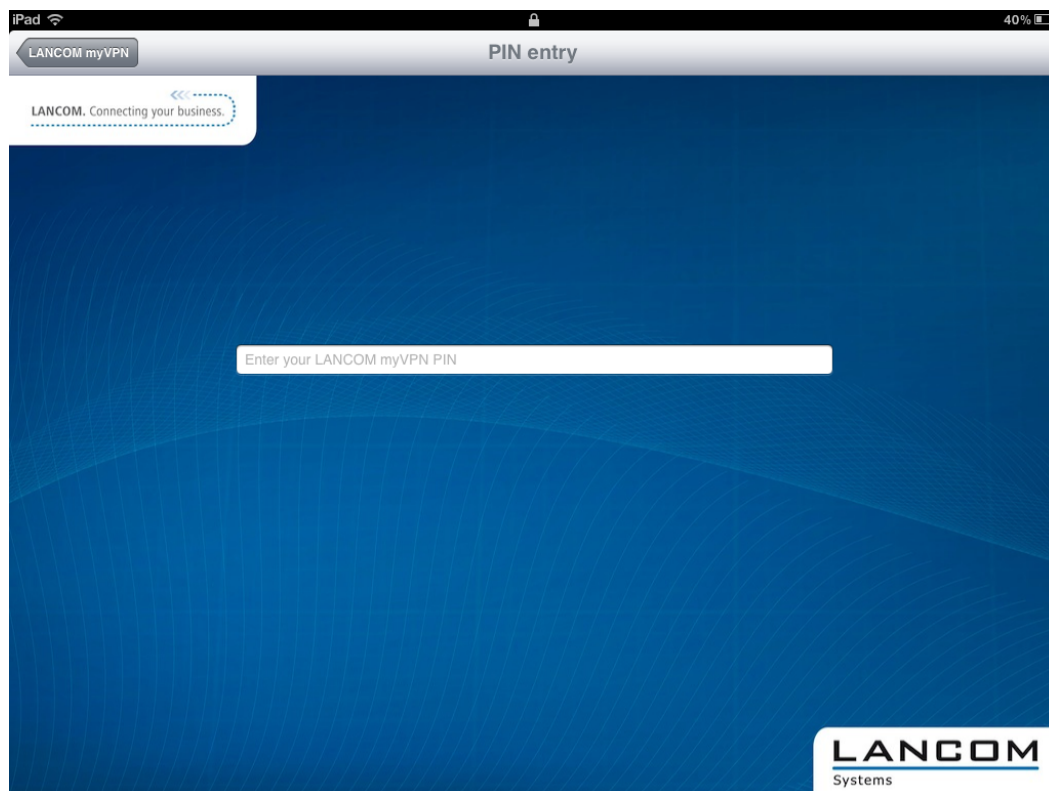 iPad 40%
LANCOM myVPN PIN entry
LANCOM. Connecting your business.
Enter your LANCOM myVPN PIN
LANCOM
Systems